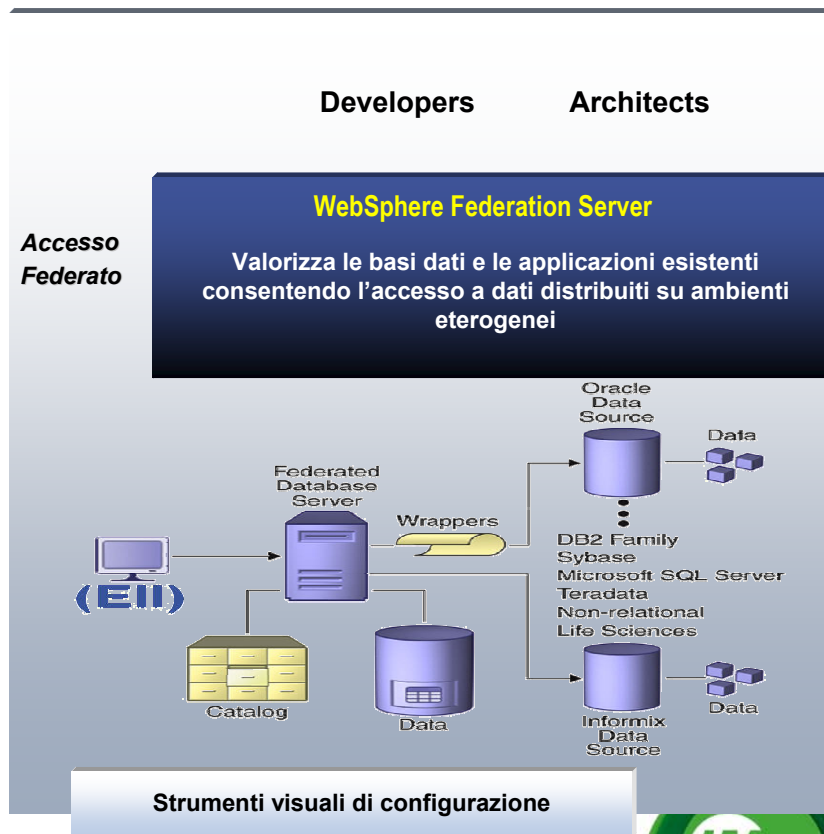 Developers
Architects
WebSphere Federation Server
Accesso
Federato
Valorizza le basi dati e le applicazioni esistenti
consentendo l'accesso a dati distribuiti su ambienti
eterogenei
Oracle
Data
Source
Data
Federated
Database
Server
Wrappers
DB2 Family
Sybase
Microsoft SQL Server
Teradata
Non-relational
Life Sciences
(EII)
Catalog
Data
Informix
Data
Source
Data
Strumenti visuali di configurazione